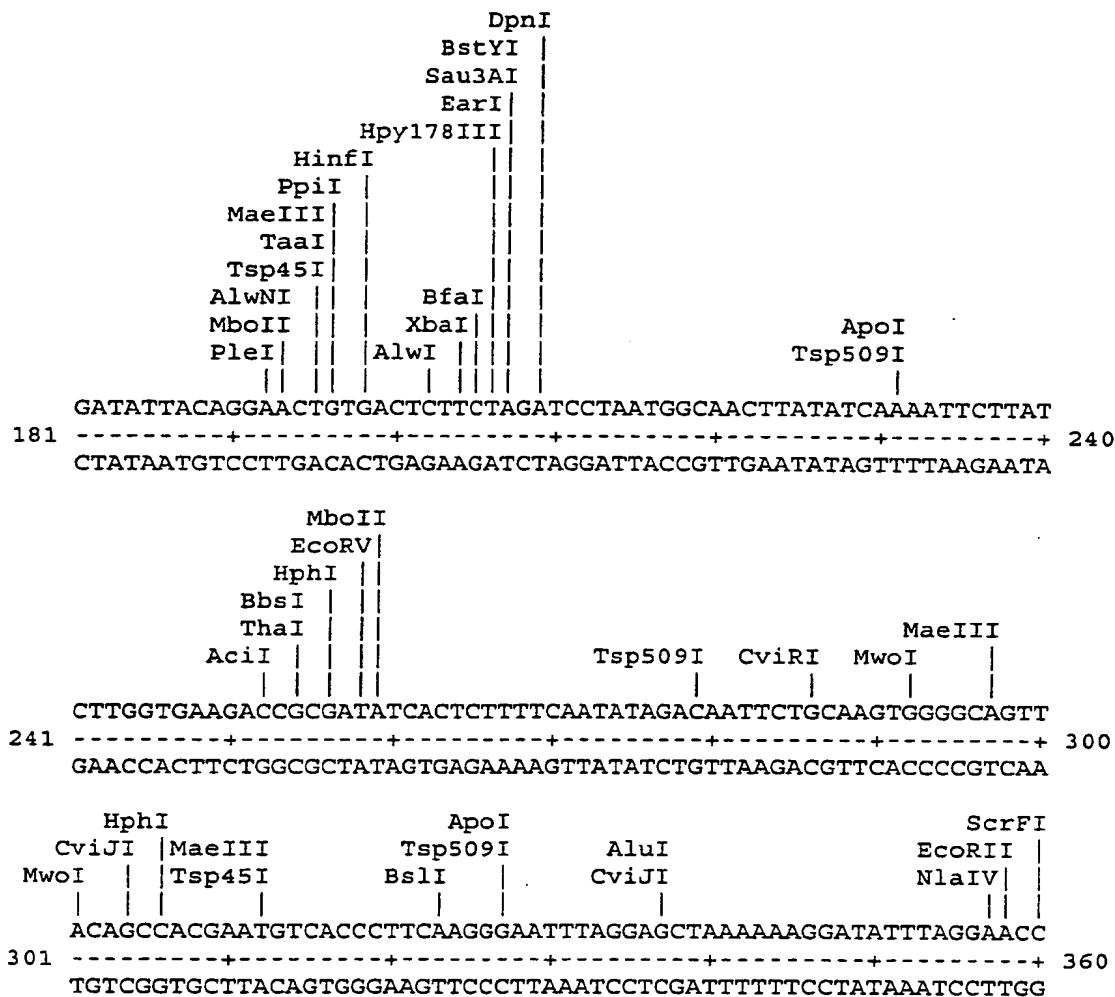 DpnI
BstYI
Sau3AI
EarI
Hpy178III
HinfI
PpiI
MaeIII
TaaI
Tsp45I
AlwNI BfaI
MboII XbaI ApoI
PleI AlwI Tsp509I
GATATTACAGGAACTGTGACTCTTCTAGATCCTAATGGCAACTTATATCAAAATTCTTAT
181 ---------+---------+---------+---------+---------+---------+ 240
CTATAATGTCCTTGACACTGAGAAGATCTAGGATTACCGTTGAATATAGTTTTAAGAATA
MboII
EcoRV
HphI
BbsI
ThaI MaeIII
AciI Tsp509I CviRI MwoI
CTTGGTGAAGACCGCGATATCACTCTTTTCAATATAGACAATTCTGCAAGTGGGGCAGTT
241 ---------+---------+---------+---------+---------+---------+ 300
GAACCACTTCTGGCGCTATAGTGAGAAAAGTTATATCTGTTAAGACGTTCACCCCGTCAA
HphI ApoI ScrFI
CviJI MaeIII Tsp509I AluI EcoRII
MwoI Tsp45I BslI CviJI NlaIV
ACAGCCACGAATGTCACCCTTCAAGGGAATTTAGGAGCTAAAAAAGGATATTTAGGAACC
301 ---------+---------+---------+---------+---------+---------+ 360
TGTCGGTGCTTACAGTGGGAAGTTCCCTTAAATCCTCGATTTTTTCCTATAAATCCTTGG